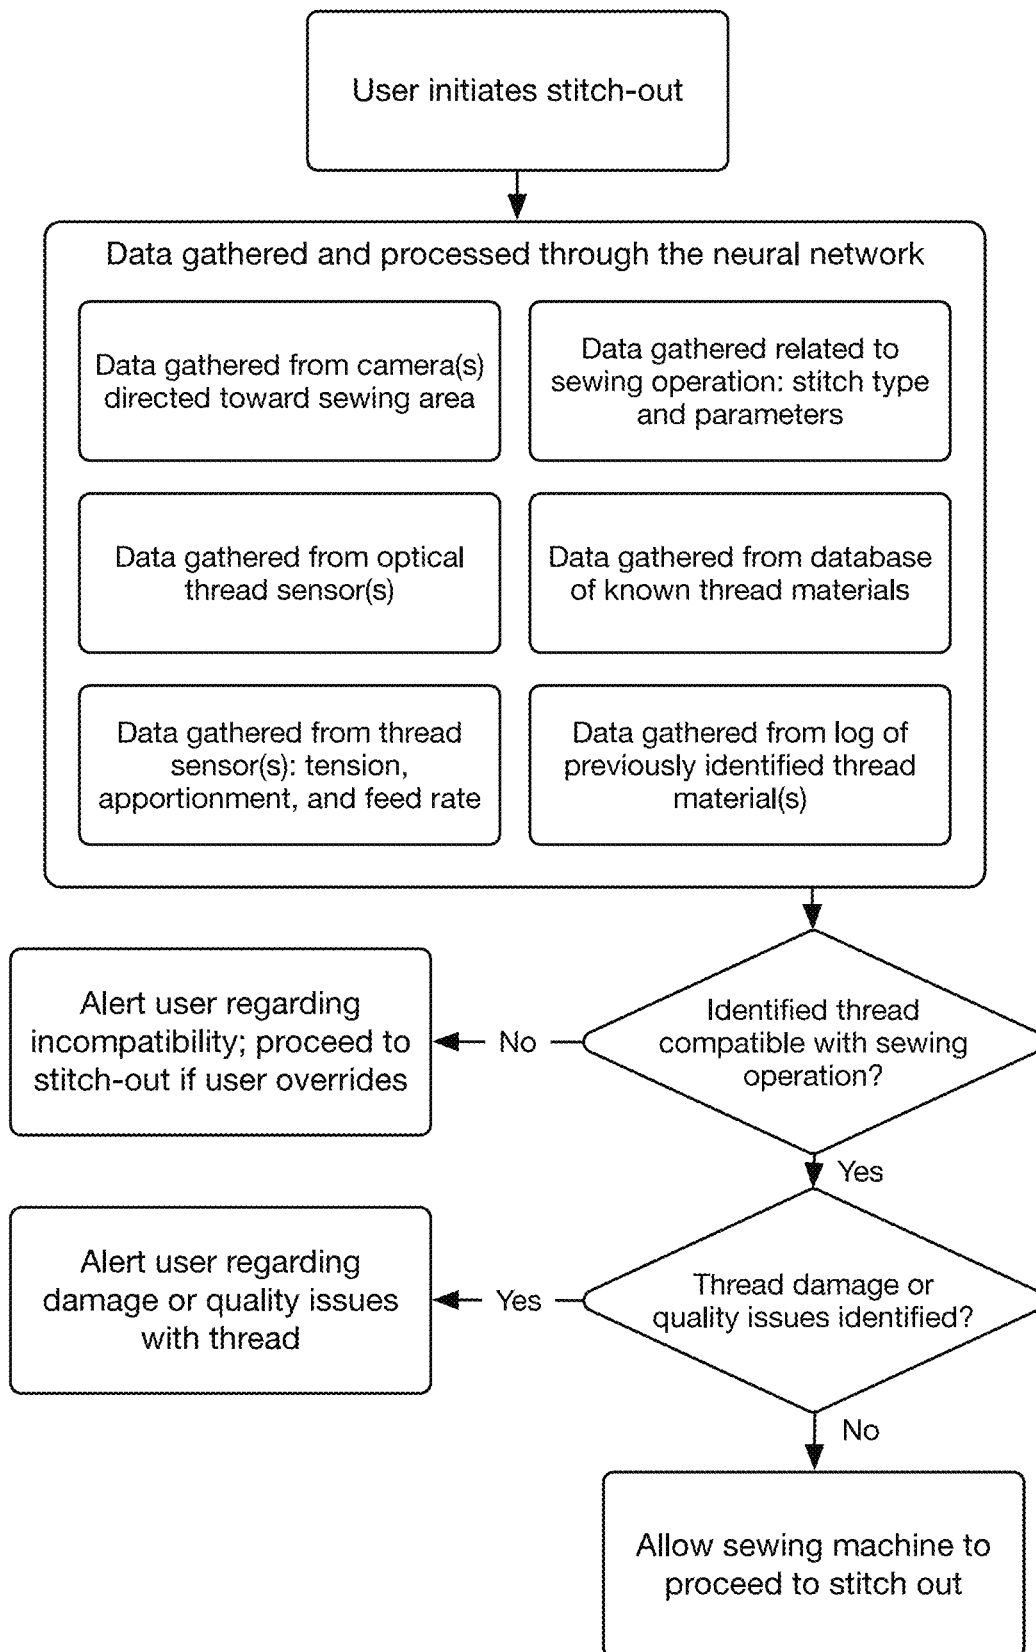 User initiates stitch-out
Data gathered and processed through the neural network
Data gathered from camera(s)
directed toward sewing area
Data gathered related to
sewing operation: stitch type
and parameters
Data gathered from optical
thread sensor(s)
Data gathered from database
of known thread materials
Data gathered from thread
sensor(s): tension,
apportionment, and feed rate
Data gathered from log of
previously identified thread
material(s)
Identified thread
compatible with sewing
operation?
No
Alert user regarding
incompatibility; proceed to
stitch-out if user overrides
Yes
Thread damage or
quality issues identified?
Yes
Alert user regarding
damage or quality issues
with thread
No
Allow sewing machine to
proceed to stitch out